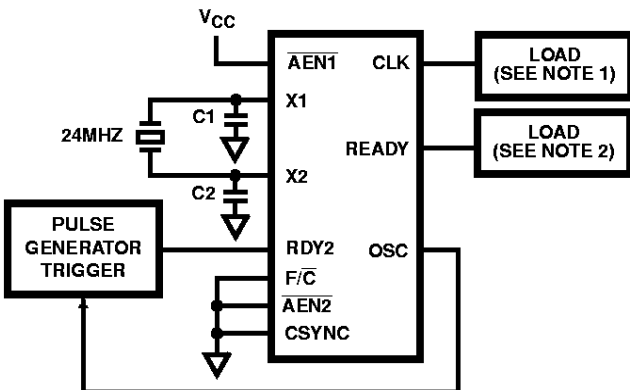 VCC
AEN1
CLK
LOAD
(SEE NOTE 1)
X1
C1
24MHZ
READY
LOAD
(SEE NOTE 2)
X2
C2
PULSE
GENERATOR
TRIGGER
RDY2
OSC
F/C
AEN2
CSYNC